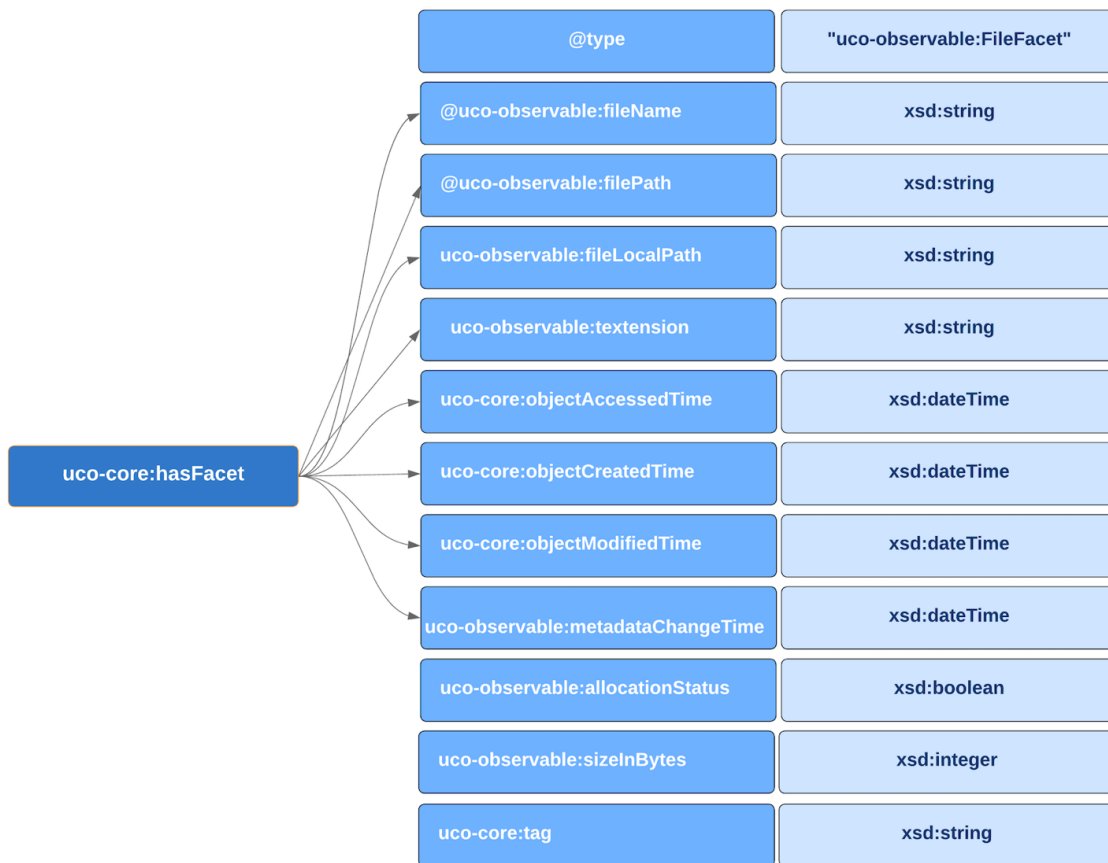 @type "uco-observable:FileFacet"
@uco-observable:fileName xsd:string
@uco-observable:filePath xsd:string
uco-observable:fileLocalPath xsd:string
uco-observable:textension xsd:string
uco-core:objectAccessedTime xsd:dateTime
uco-core:hasFacet
uco-core:objectCreatedTime xsd:dateTime
uco-core:objectModifiedTime xsd:dateTime
uco-observable:metadataChangeTime xsd:dateTime
uco-observable:allocationStatus xsd:boolean
uco-observable:sizeInBytes xsd:integer
uco-core:tag xsd:string